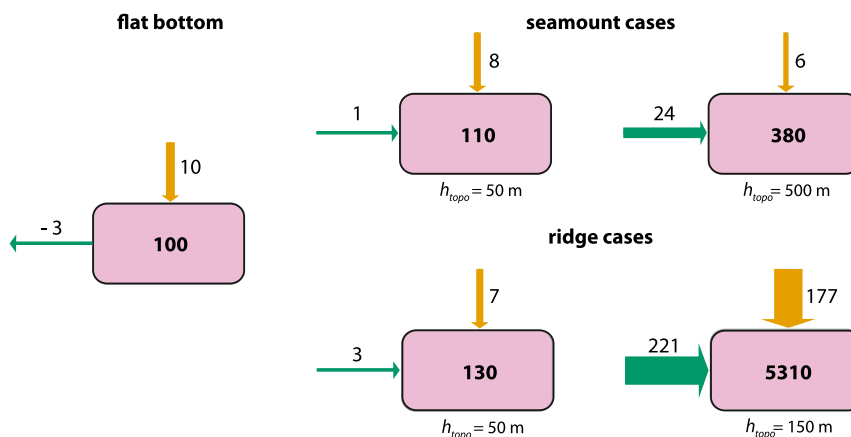 flat bottom
10
- 3
100
seamount cases
8
1
110
h_topo = 50 m
6
24
380
h_topo = 500 m
ridge cases
7
3
130
h_topo = 50 m
177
221
5310
h_topo = 150 m